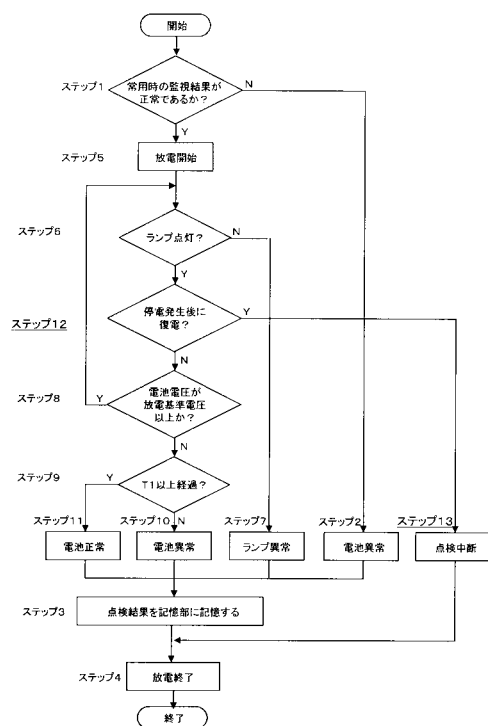 開始
ステップ1
常用時の監視結果が
正常であるか？
N
Y
ステップ5
放電開始
ステップ6
ランプ点灯？
N
Y
停電発生後に
復電？
Y
ステップ12
N
ステップ8
電池電圧が
放電基準電圧
以上か？
Y
N
ステップ9
T1以上経過？
Y
N
ステップ11
ステップ10
ステップ7
ステップ2
ステップ13
電池正常
電池異常
ランプ異常
電池異常
点検中断
ステップ3
点検結果を記憶部に記憶する
ステップ4
放電終了
終了